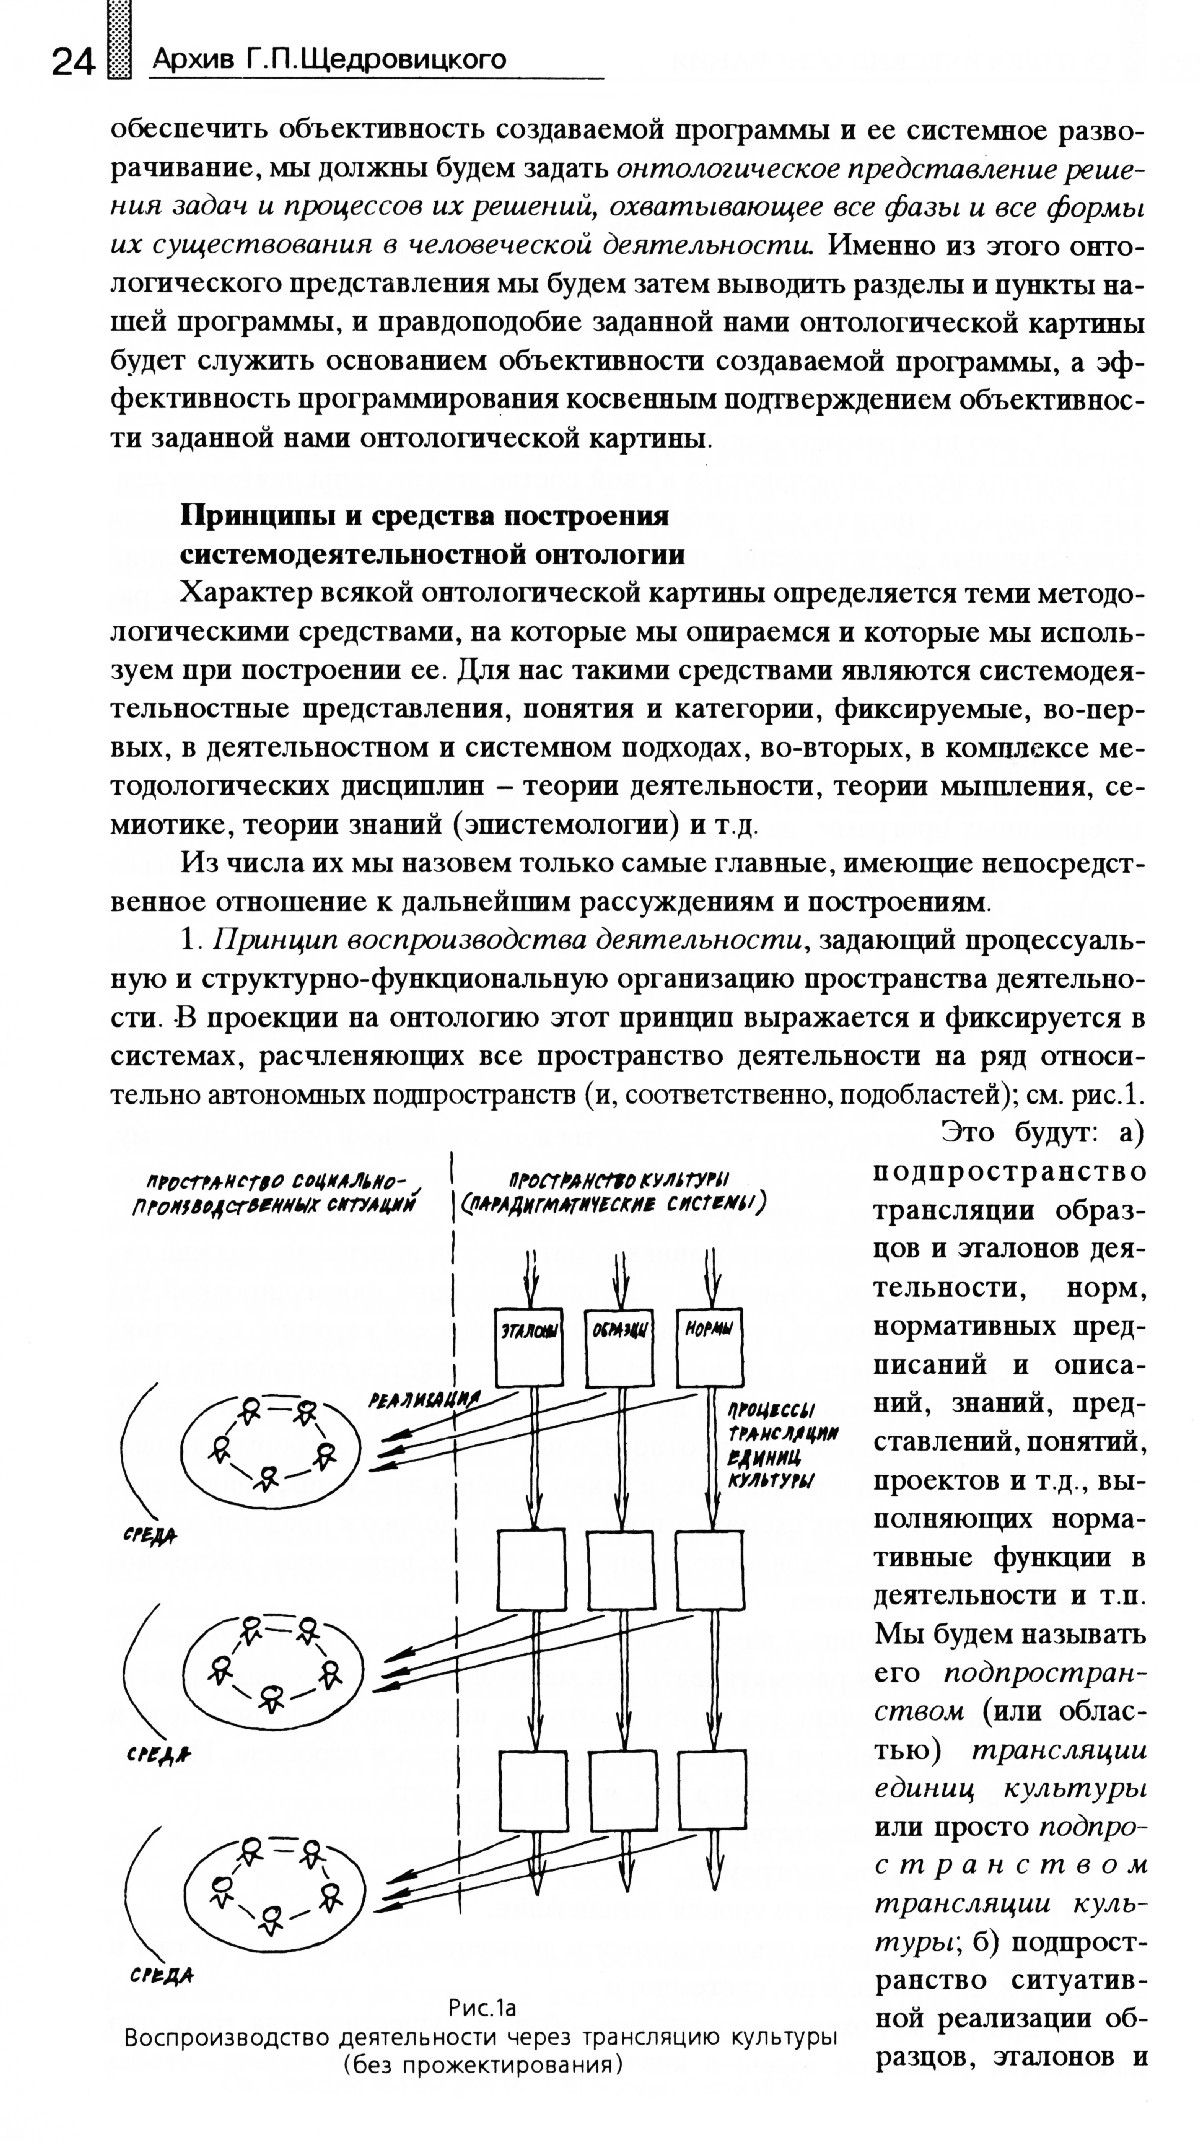 24 Архив Г.П.Щедровицкого
обеспечить объективность создаваемой программы и ее системное разво-
рачивание, мы должны будем задать онтологическое представление реше-
ния задач и процессов их решений, охватывающее все фазы и все формы
их существования в человеческой деятельности. Именно из этого онто-
логического представления мы будем затем выводить разделы и пункты на-
шей программы, и правдоподобие заданной нами онтологической картины
будет служить основанием объективности создаваемой программы, а эф-
фективность программирования косвенным подтверждением объективнос-
ти заданной нами онтологической картины.
Принципы и средства построения
системодеятельностной онтологии
Характер всякой онтологической картины определяется теми методо-
логическими средствами, на которые мы опираемся и которые мы исполь-
зуем при построении ее. Для нас такими средствами являются системодея-
тельностные представления, понятия и категории, фиксируемые, во-пер-
вых, в деятельностном и системном подходах, во-вторых, в комплексе ме-
тодологических дисциплин – теории деятельности, теории мышления, се-
миотике, теории знаний (эпистемологии) и т.д.
Из числа их мы назовем только самые главные, имеющие непосредст-
венное отношение к дальнейшим рассуждениям и построениям.
1. Принцип воспроизводства деятельности, задающий процессуаль-
ную и структурно-функциональную организацию пространства деятельно-
сти. В проекции на онтологию этот принцип выражается и фиксируется в
системах, расчленяющих все пространство деятельности на ряд относи-
тельно автономных подпространств (и, соответственно, подобластей); см. рис.1.
Это будут: а)
подпространство
трансляции образ-
цов и эталонов дея-
тельности, норм,
нормативных пред-
писаний и описа-
ний, знаний, пред-
ставлений, понятий,
проектов и т.д., вы-
полняющих норма-
тивные функции в
деятельности и т.п.
Мы будем называть
его подпростран-
ством (или облас-
тью) трансляции
единиц культуры
или просто подпро-
странством
трансляции куль-
туры; б) подпрост-
ранство ситуатив-
ной реализации об-
разцов, эталонов и
ПРОСТРАНСТВО СОЦИАЛЬНО-
ПРОИЗВОДСТВЕННЫХ СИТУАЦИЙ
ПРОСТРАНСТВО КУЛЬТУРЫ
(ПАРАДИГМАТИЧЕСКИЕ СИСТЕМЫ)
ЭТАЛОНЫ
ОБРАЗЦЫ
НОРМЫ
РЕАЛИЗАЦИЯ
ПРОЦЕССЫ
ТРАНСЛЯЦИИ
ЕДИНИЦ
КУЛЬТУРЫ
СРЕДА
СРЕДА
СРЕДА
Рис.1а
Воспроизводство деятельности через трансляцию культуры
(без прожектирования)